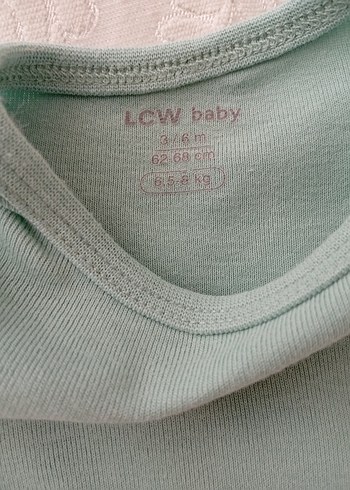 LCW baby
3 / 6 m
62-68 cm
6.5-8 kg